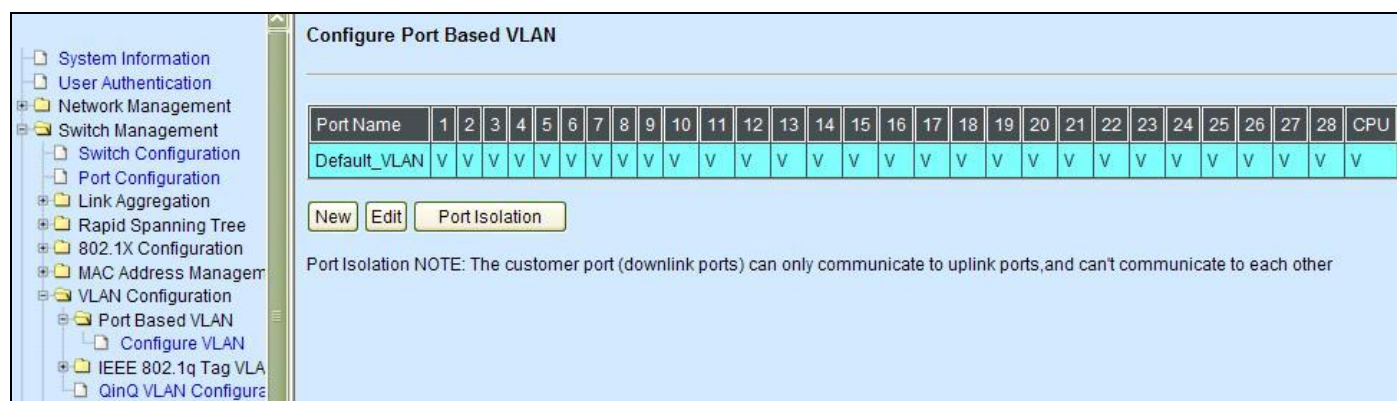 System Information
User Authentication
Network Management
Switch Management
Switch Configuration
Port Configuration
Link Aggregation
Rapid Spanning Tree
802.1X Configuration
MAC Address Managem
VLAN Configuration
Port Based VLAN
Configure VLAN
IEEE 802.1q Tag VLA
QinQ VLAN Configura
Configure Port Based VLAN
Port Name 1 2 3 4 5 6 7 8 9 10 11 12 13 14 15 16 17 18 19 20 21 22 23 24 25 26 27 28 CPU
Default_VLAN V V V V V V V V V V V V V V V V V V V V V V V V V V V V V
New Edit Port Isolation
Port Isolation NOTE: The customer port (downlink ports) can only communicate to uplink ports,and can't communicate to each other